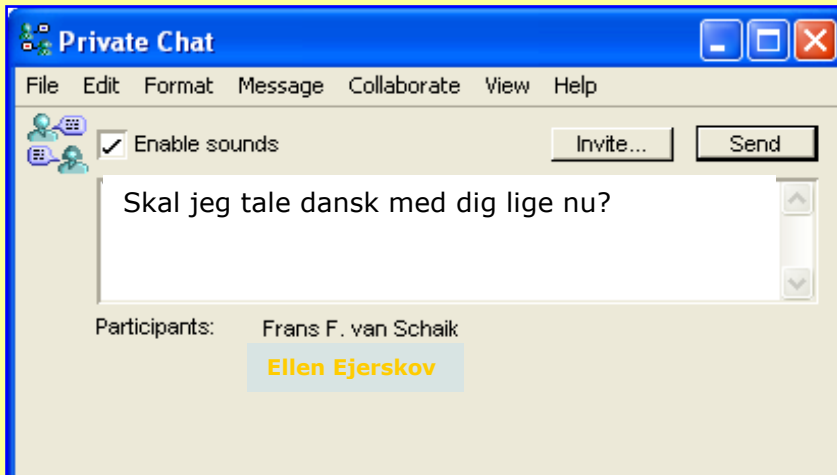 Private Chat
File Edit Format Message Collaborate View Help
Enable sounds Invite... Send
Skal jeg tale dansk med dig lige nu?
Participants: Frans F. van Schaik
Ellen Ejerskov